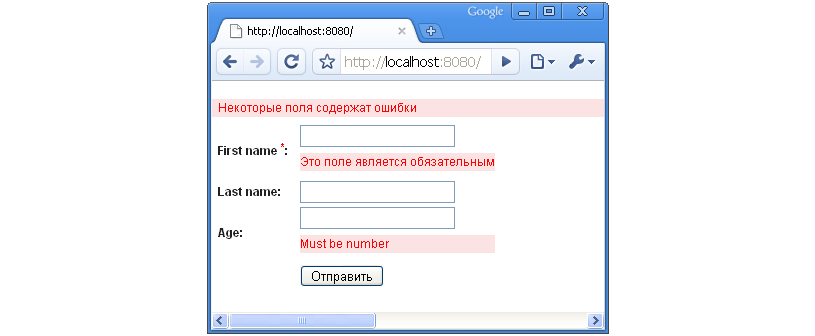 Google
http://localhost:8080/
http://localhost:8080/
Некоторые поля содержат ошибки
First name *:
Это поле является обязательным
Last name:
Age:
Must be number
Отправить